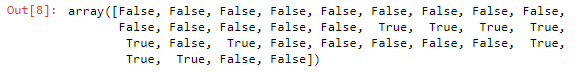 Out[8]: array([False, False, False, False, False, False, False, False, False,
False, False, False, False, False, True, True, True, True,
True, False, True, False, False, False, False, False, True,
True, True, False, False])